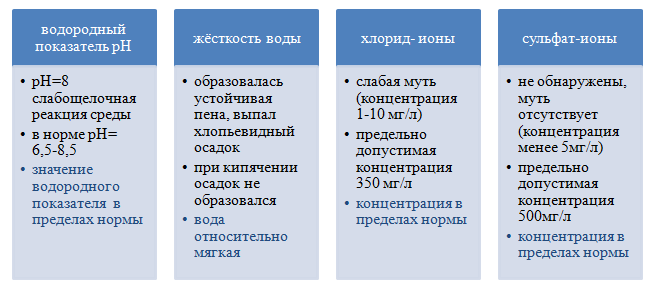 водородный
показатель pH
• pH=8
слабощелочная
реакция среды
• в норме pH=
6,5-8,5
• значение
водородного
показателя в
пределах нормы
жёсткость воды
• образовалась
устойчивая
пена, выпал
хлопьевидный
осадок
• при кипячении
осадок не
образовался
• вода
относительно
мягкая
хлорид- ионы
• слабая муть
(концентрация
1-10 мг/л)
• предельно
допустимая
концентрация
350 мг/л
• концентрация в
пределах нормы
сульфат-ионы
• не обнаружены,
муть
отсутствует
(концентрация
менее 5мг/л)
• предельно
допустимая
концентрация
500мг/л
• концентрация в
пределах нормы